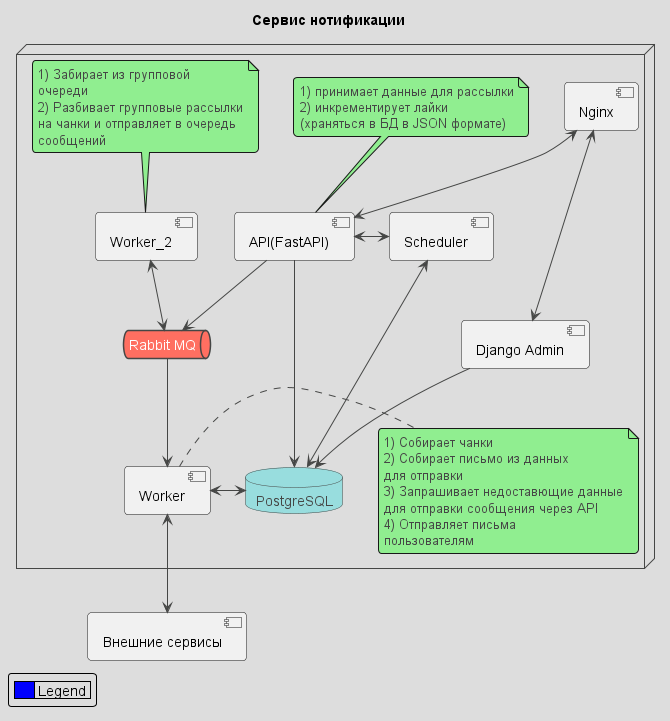 Сервис нотификации
1) Забирает из групповой
очереди
2) Разбивает групповые рассылки
на чанки и отправляет в очередь
сообщений
1) принимает данные для рассылки
2) инкрементирует лайки
(храняться в БД в JSON формате)
Nginx
Worker_2
API(FastAPI)
Scheduler
Rabbit MQ
Django Admin
1) Собирает чанки
2) Собирает письмо из данных
для отправки
3) Запрашивает недостающие данные
для отправки сообщения через API
4) Отправляет письма
пользователям
Worker
PostgreSQL
Внешние сервисы
Legend